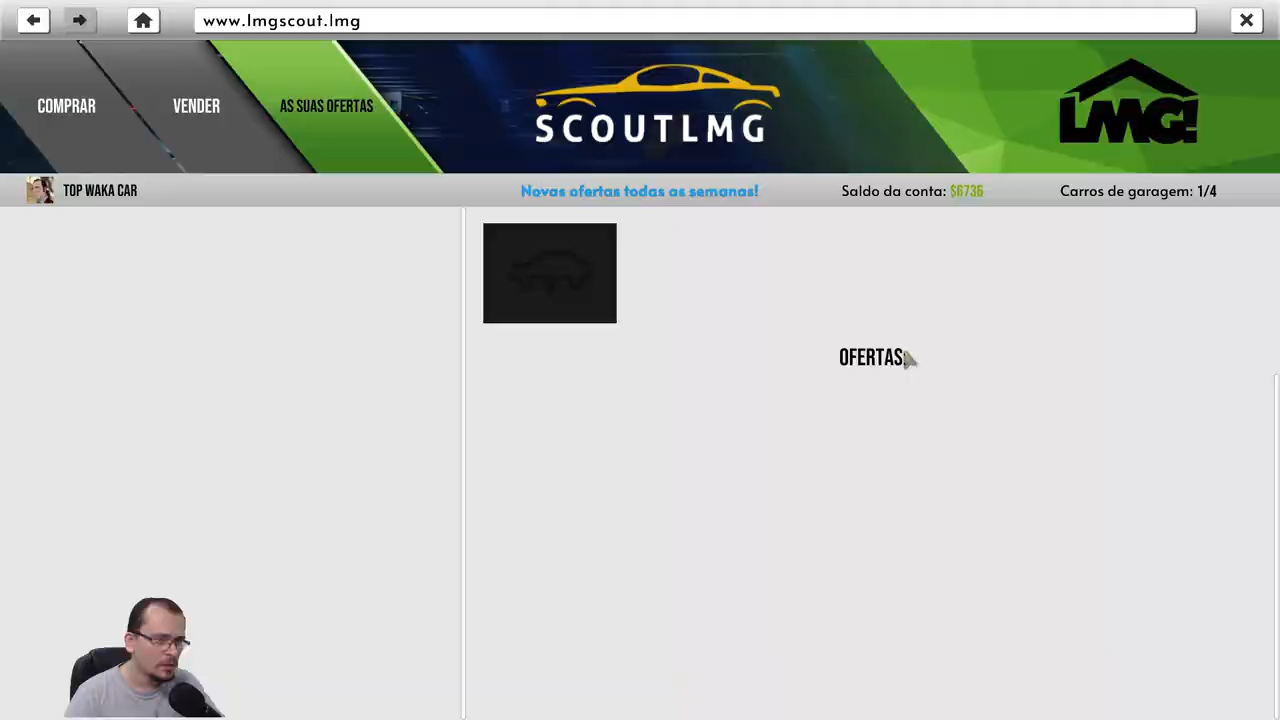 www.lmgscout.lmg
COMPRAR
VENDER
AS SUAS OFERTAS
SCOUTLMG
LMG!
TOP WAKA CAR
Novas ofertas todas as semanas!
Saldo da conta: $6736
Carros de garagem: 1/4
OFERTAS: